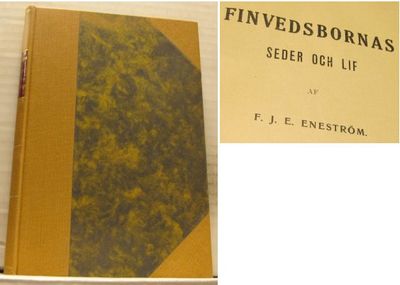 FINVEDSBORNAS
SEDER OCH LIF
AF
F. J. E. ENESTRÖM.